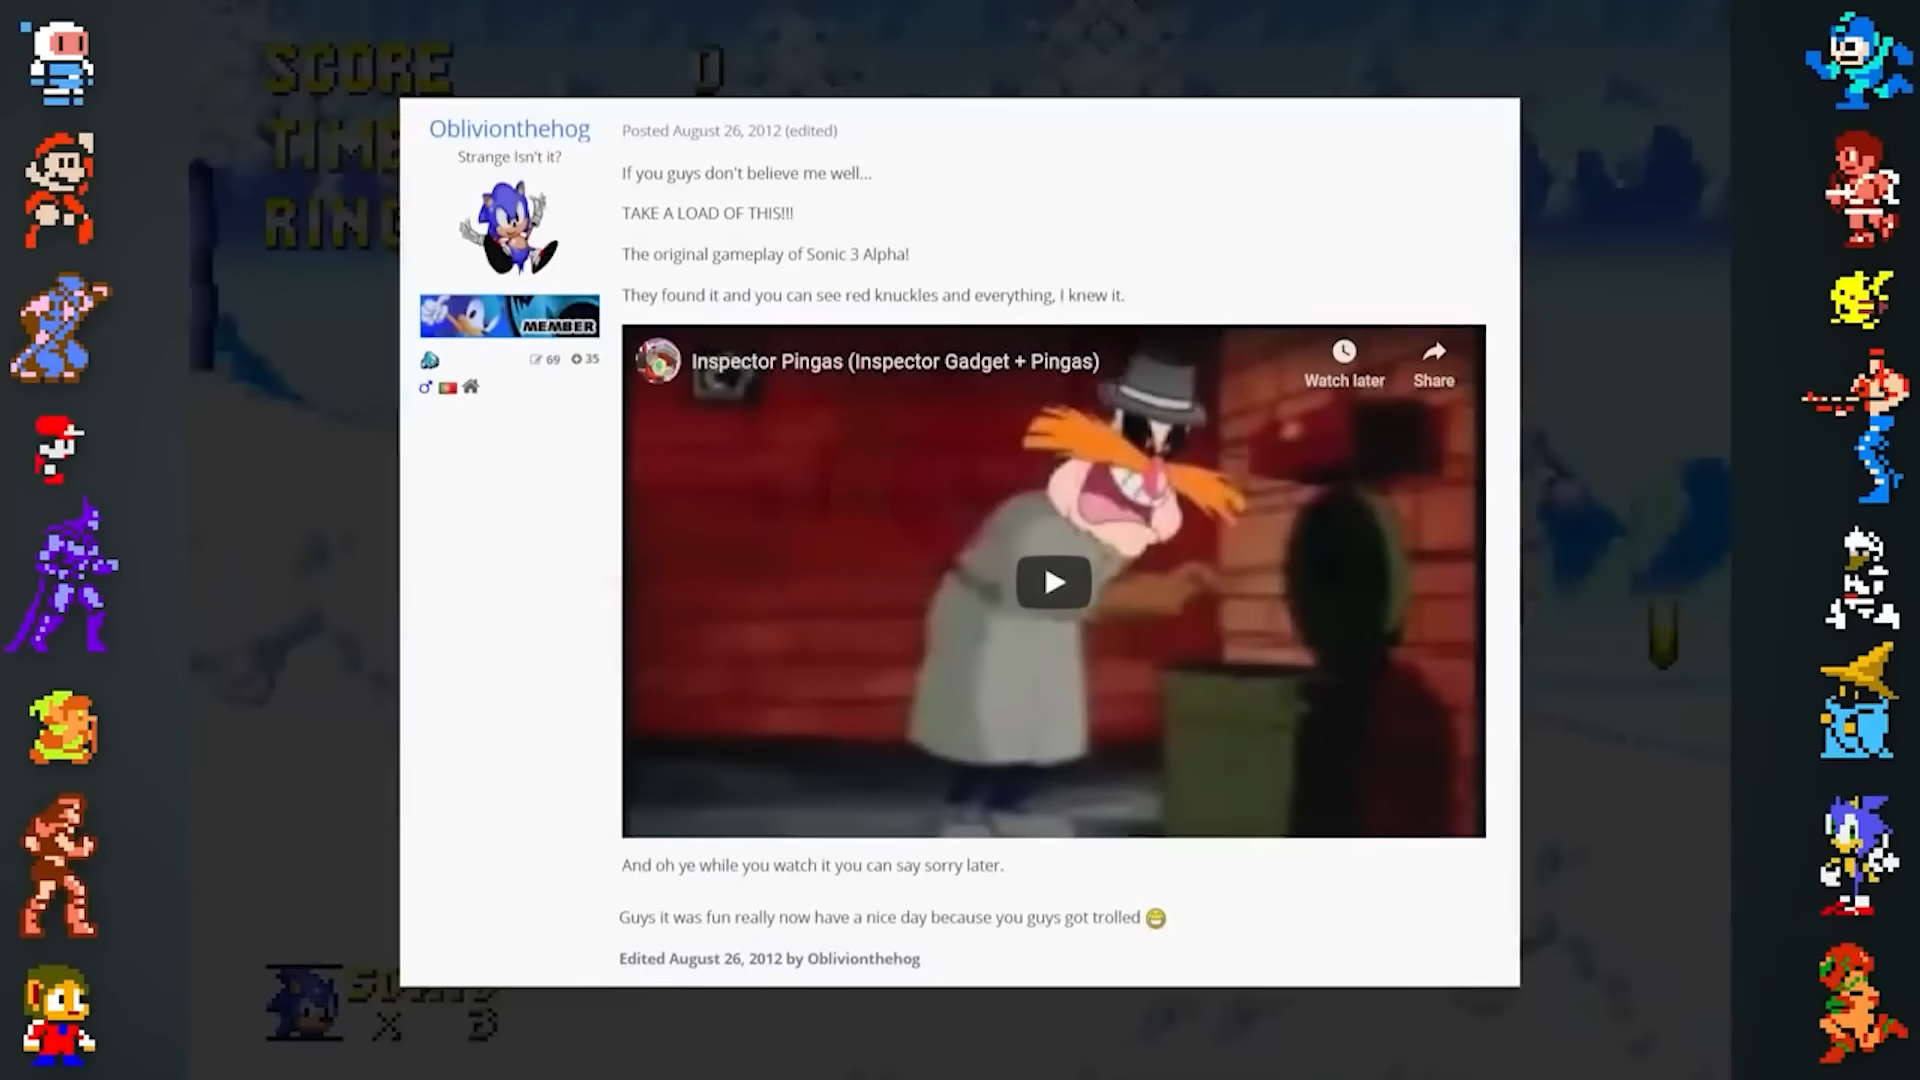 SCORE 0
TIME
RING
Oblivionthehog
Strange Isn't it?
MEMBER
69 35
Posted August 26, 2012 (edited)
If you guys don't believe me well...
TAKE A LOAD OF THIS!!!
The original gameplay of Sonic 3 Alpha!
They found it and you can see red knuckles and everything, I knew it.
Inspector Pingas (Inspector Gadget + Pingas)
Watch later
Share
And oh ye while you watch it you can say sorry later.
Guys it was fun really now have a nice day because you guys got trolled
Edited August 26, 2012 by Oblivionthehog
X 3